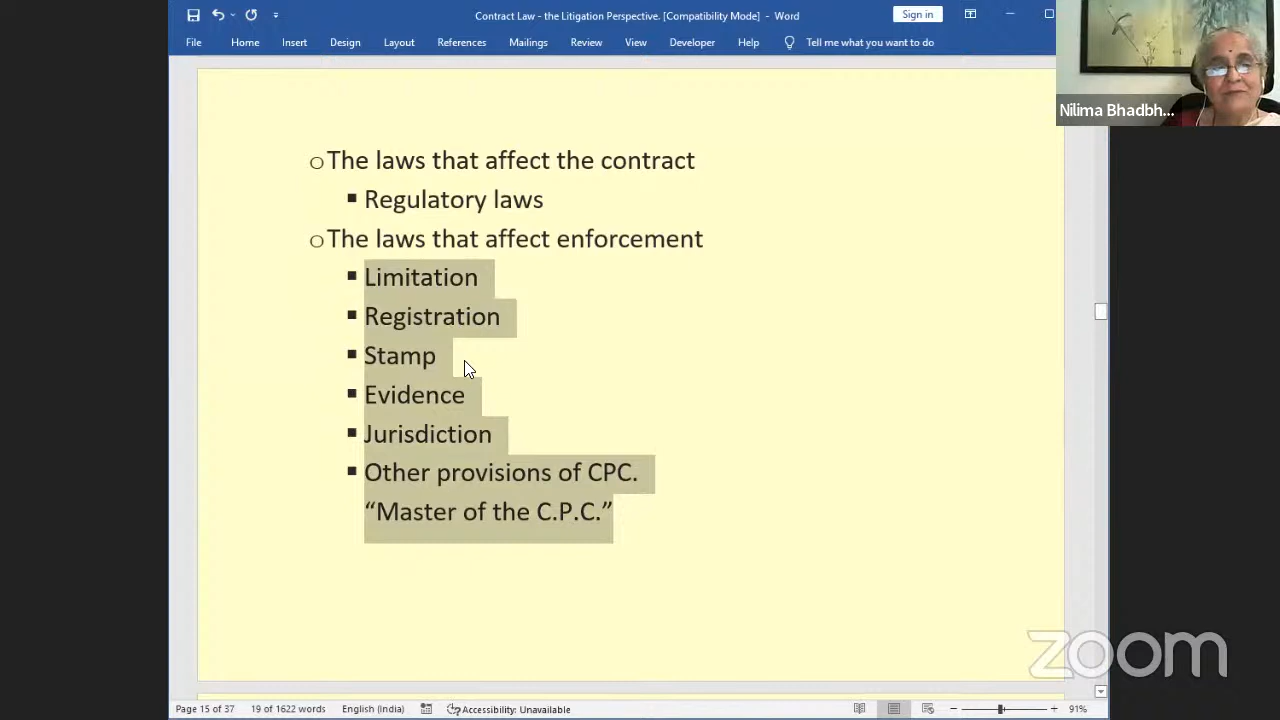 Contract Law - the Litigation Perspective. [Compatibility Mode] - Word
Sign in
File Home Insert Design Layout References Mailings Review View Developer Help Tell me what you want to do
Nilima Bhadbh...
o The laws that affect the contract
▪ Regulatory laws
o The laws that affect enforcement
▪ Limitation
▪ Registration
▪ Stamp
▪ Evidence
▪ Jurisdiction
▪ Other provisions of CPC.
“Master of the C.P.C.”
zoom
Page 15 of 37 19 of 1622 words English (India) Accessibility: Unavailable 91%